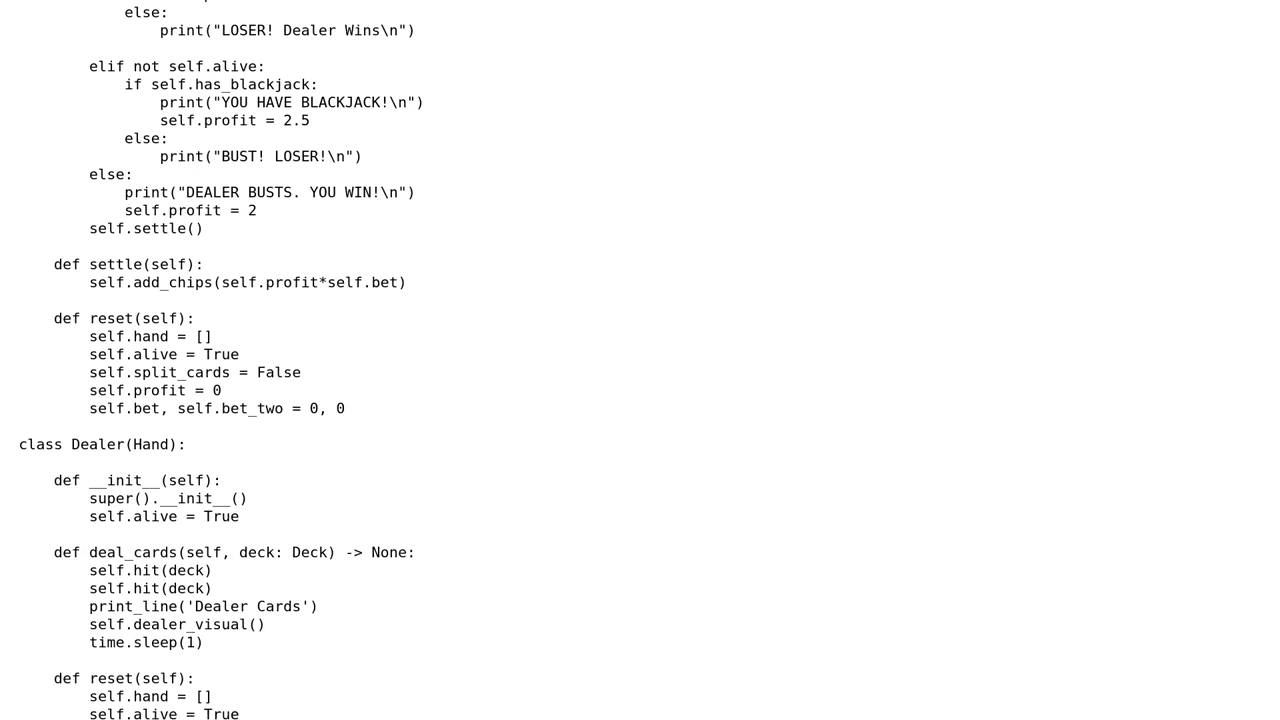 else:
print("LOSER! Dealer Wins\n")
elif not self.alive:
if self.has_blackjack:
print("YOU HAVE BLACKJACK!\n")
self.profit = 2.5
else:
print("BUST! LOSER!\n")
else:
print("DEALER BUSTS. YOU WIN!\n")
self.profit = 2
self.settle()
def settle(self):
self.add_chips(self.profit*self.bet)
def reset(self):
self.hand = []
self.alive = True
self.split_cards = False
self.profit = 0
self.bet, self.bet_two = 0, 0
class Dealer(Hand):
def __init__(self):
super().__init__()
self.alive = True
def deal_cards(self, deck: Deck) -> None:
self.hit(deck)
self.hit(deck)
print_line('Dealer Cards')
self.dealer_visual()
time.sleep(1)
def reset(self):
self.hand = []
self.alive = True